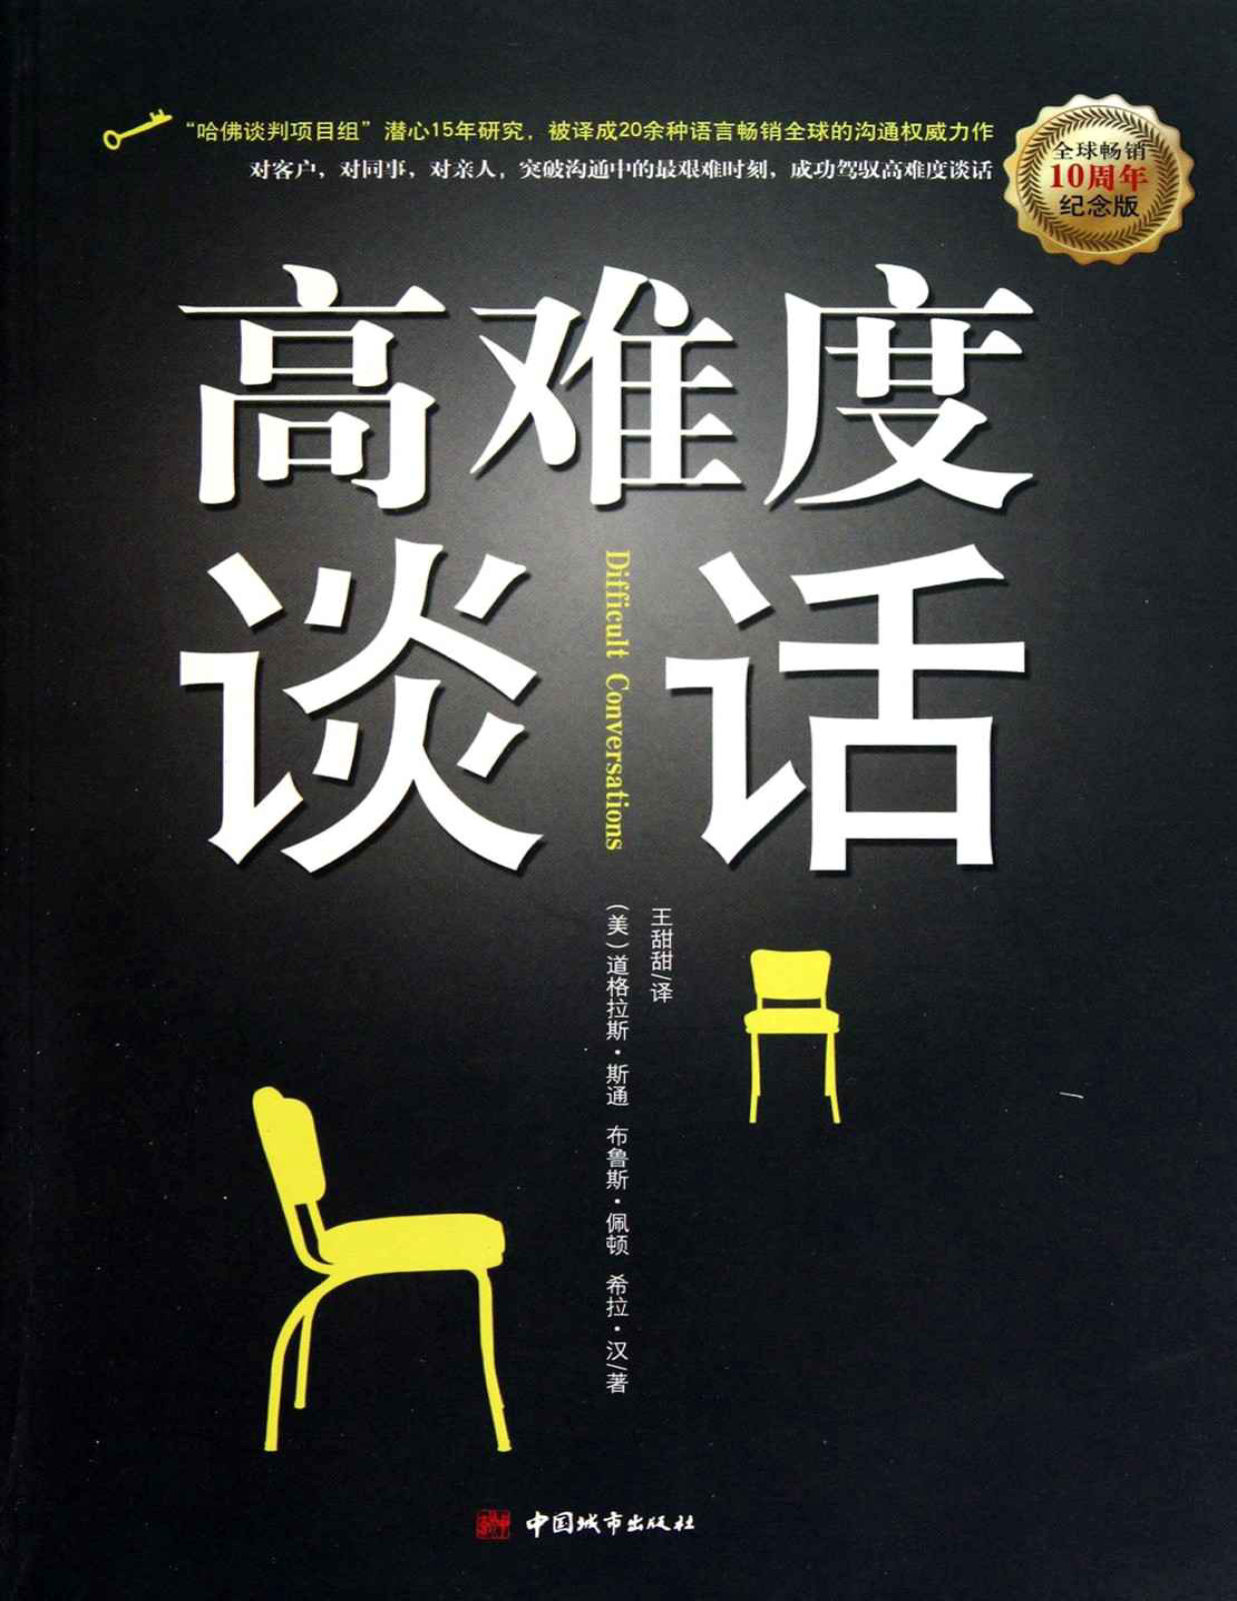 “哈佛谈判项目组”潜心15年研究，被译成20余种语言畅销全球的沟通权威力作
对客户，对同事，对亲人，突破沟通中的最艰难时刻，成功驾驭高难度谈话
全球畅销
10周年
纪念版
高难度
谈话
Difficult Conversations
（美）道格拉斯·斯通 布鲁斯·佩顿 希拉·汉/著
王甜甜/译
中国城市出版社